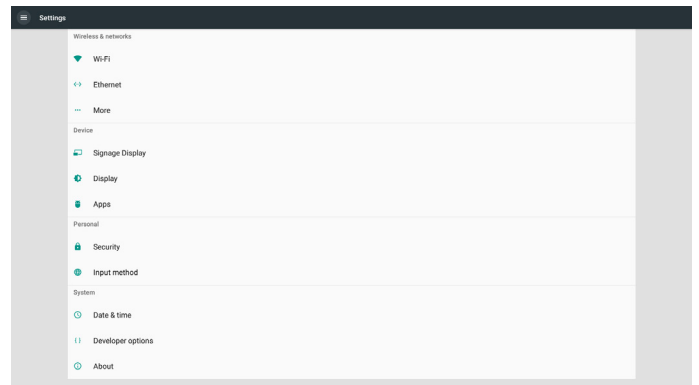 Settings
Wireless & networks
Wi-Fi
Ethernet
More
Device
Signage Display
Display
Apps
Personal
Security
Input method
System
Date & time
Developer options
About